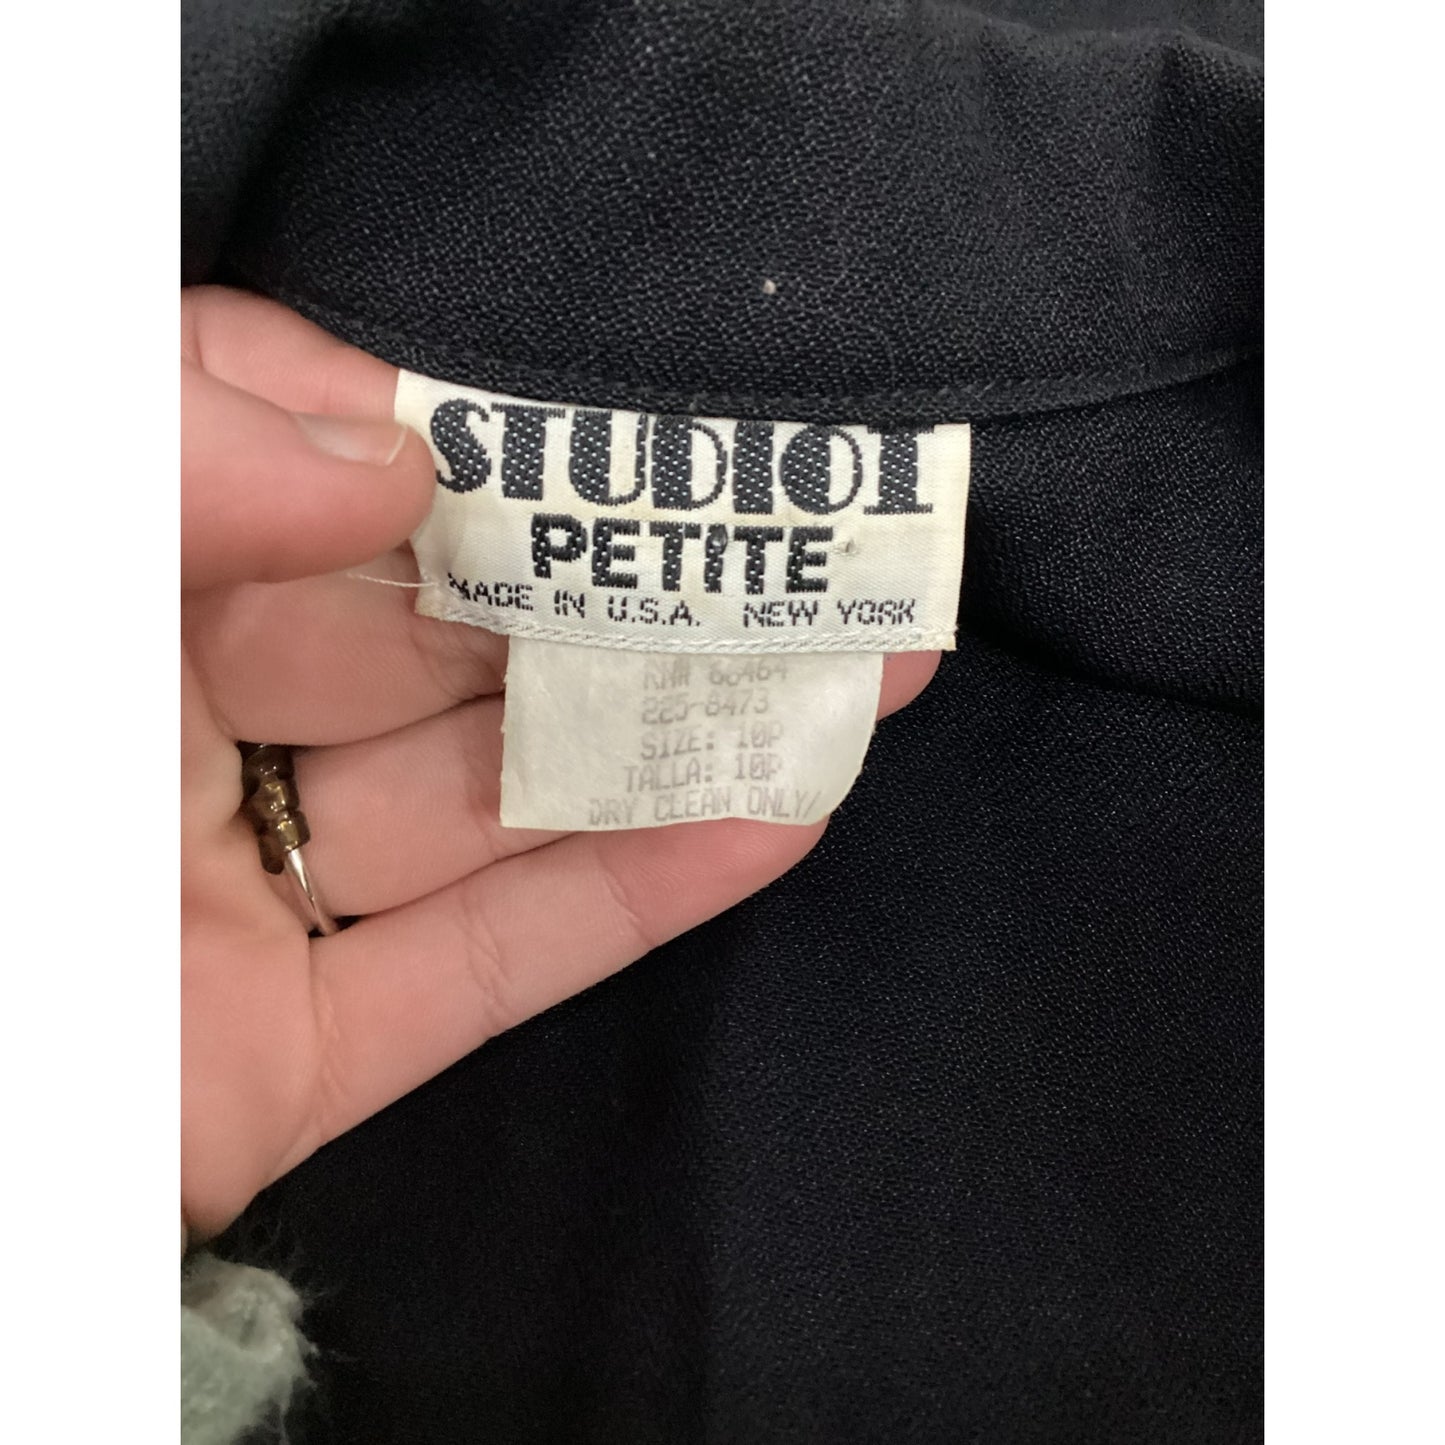 STUDIO I
PETITE
MADE IN U.S.A. NEW YORK
RN# 66464
225-8473
SIZE: 10P
TALLA: 10P
DRY CLEAN ONLY/